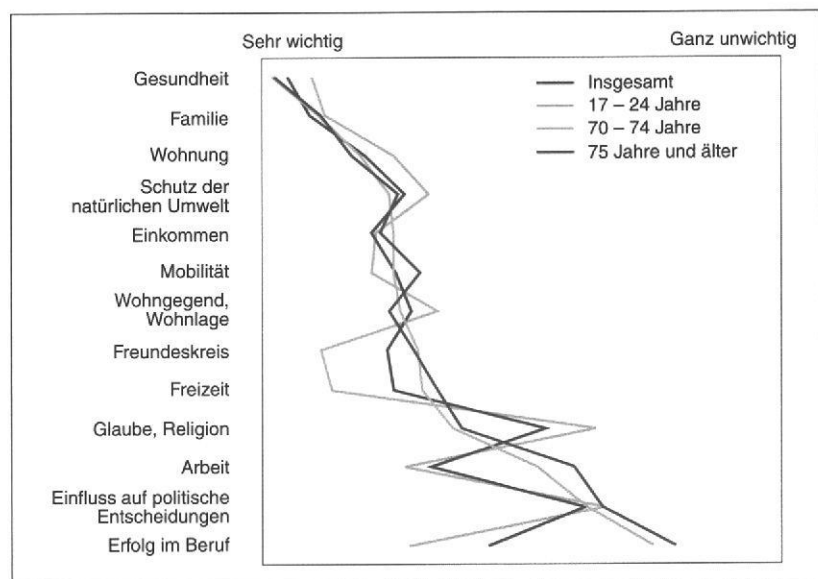 Sehr wichtig
Ganz unwichtig
Insgesamt
17 – 24 Jahre
70 – 74 Jahre
75 Jahre und älter
Gesundheit
Familie
Wohnung
Schutz der
natürlichen Umwelt
Einkommen
Mobilität
Wohngegend,
Wohnlage
Freundeskreis
Freizeit
Glaube, Religion
Arbeit
Einfluss auf politische
Entscheidungen
Erfolg im Beruf